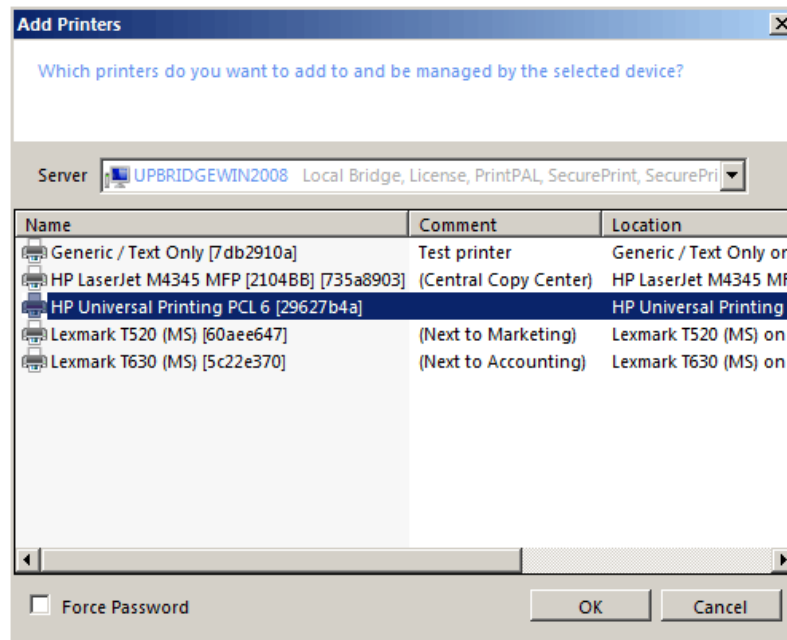 Add Printers
Which printers do you want to add to and be managed by the selected device?
Server UPBRIDGEWIN2008 Local Bridge, License, PrintPAL, SecurePrint, SecurePri
Name Comment Location
Generic / Text Only [7db2910a] Test printer Generic / Text Only or
HP LaserJet M4345 MFP [2104BB] [735a8903] (Central Copy Center) HP LaserJet M4345 MF
HP Universal Printing PCL 6 [29627b4a] HP Universal Printing
Lexmark T520 (MS) [60aee647] (Next to Marketing) Lexmark T520 (MS) on
Lexmark T630 (MS) [5c22e370] (Next to Accounting) Lexmark T630 (MS) on
Force Password OK Cancel